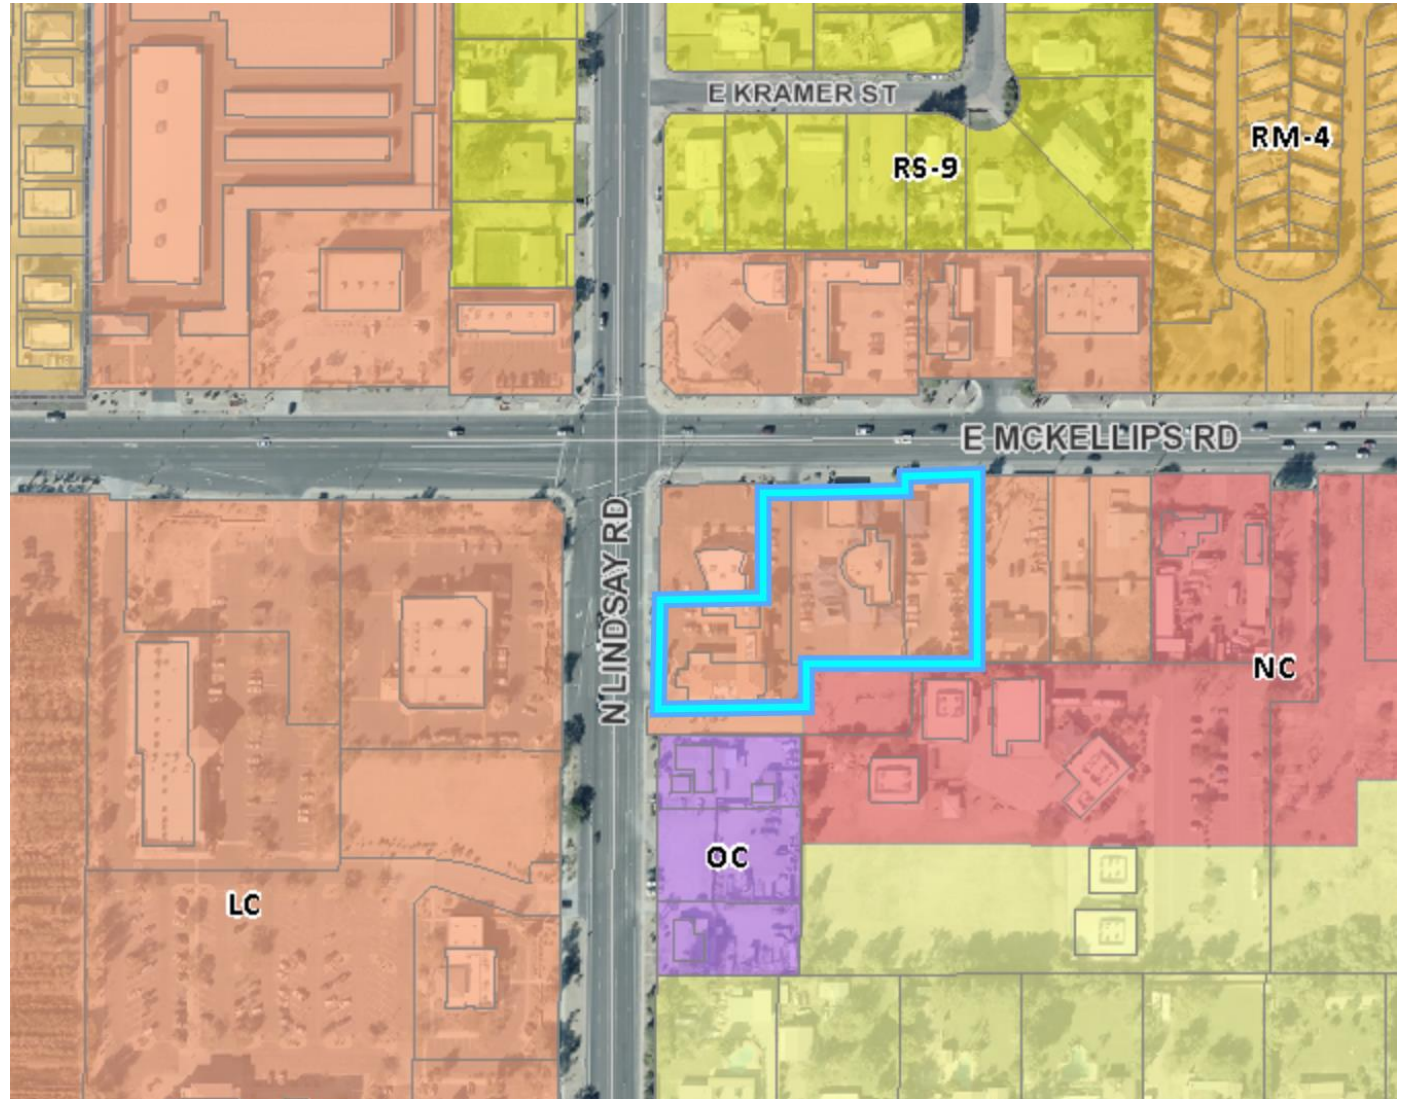 E KRAMER ST
RM-4
RS-9
E MCKELLIPS RD
N LINDSAY RD
NC
OC
LC